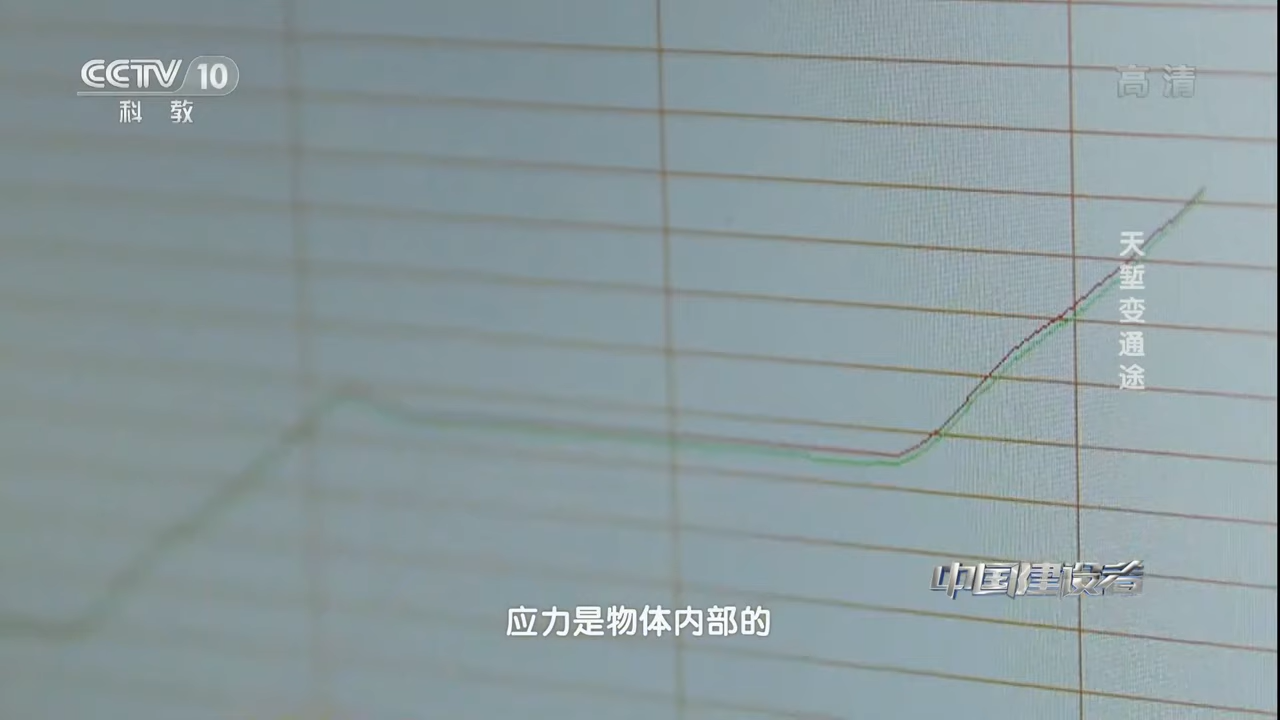 CCTV 10
科教
高清
天堑变通途
中国建设者
应力是物体内部的